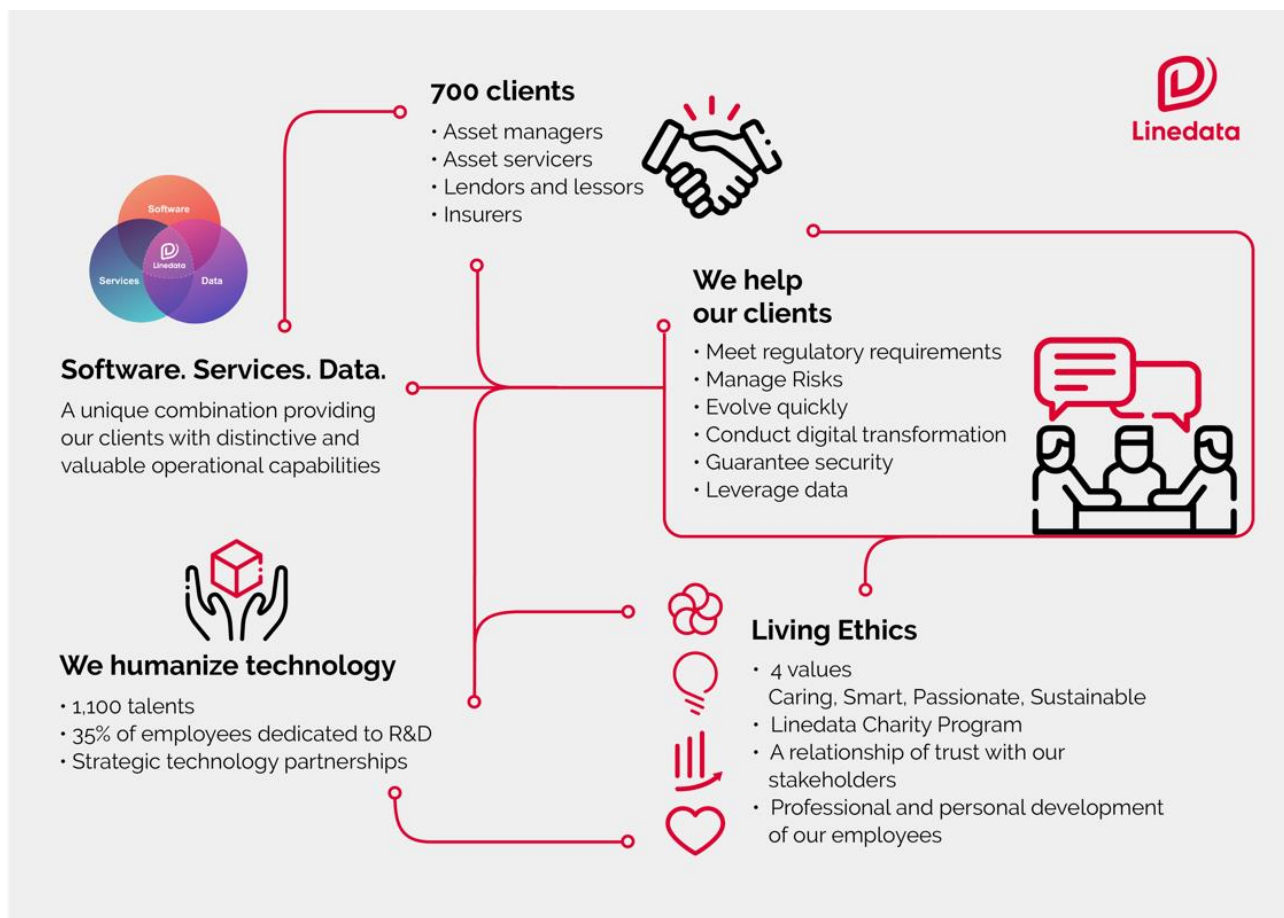 700 clients
• Asset managers
• Asset servicers
• Lendors and lessors
• Insurers
Linedata
Software
Services
Linedata
Data
Software. Services. Data.
A unique combination providing
our clients with distinctive and
valuable operational capabilities
We help
our clients
• Meet regulatory requirements
• Manage Risks
• Evolve quickly
• Conduct digital transformation
• Guarantee security
• Leverage data
We humanize technology
• 1,100 talents
• 35% of employees dedicated to R&D
• Strategic technology partnerships
Living Ethics
• 4 values
Caring, Smart, Passionate, Sustainable
• Linedata Charity Program
• A relationship of trust with our
stakeholders
• Professional and personal development
of our employees